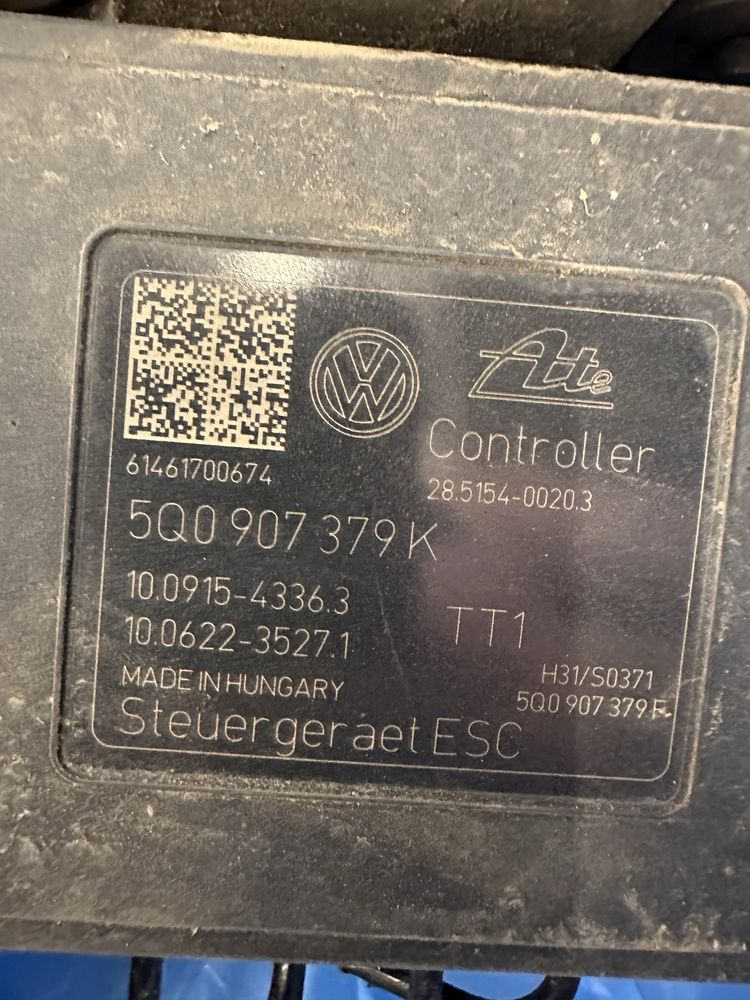 Ate
Controller
28.5154-0020.3
61461700674
5Q0 907 379 K
10.0915-4336.3
10.0622-3527.1
TT1
MADE IN HUNGARY
H31/S0371
5Q0 907 379 F
Steuergeraet ESC